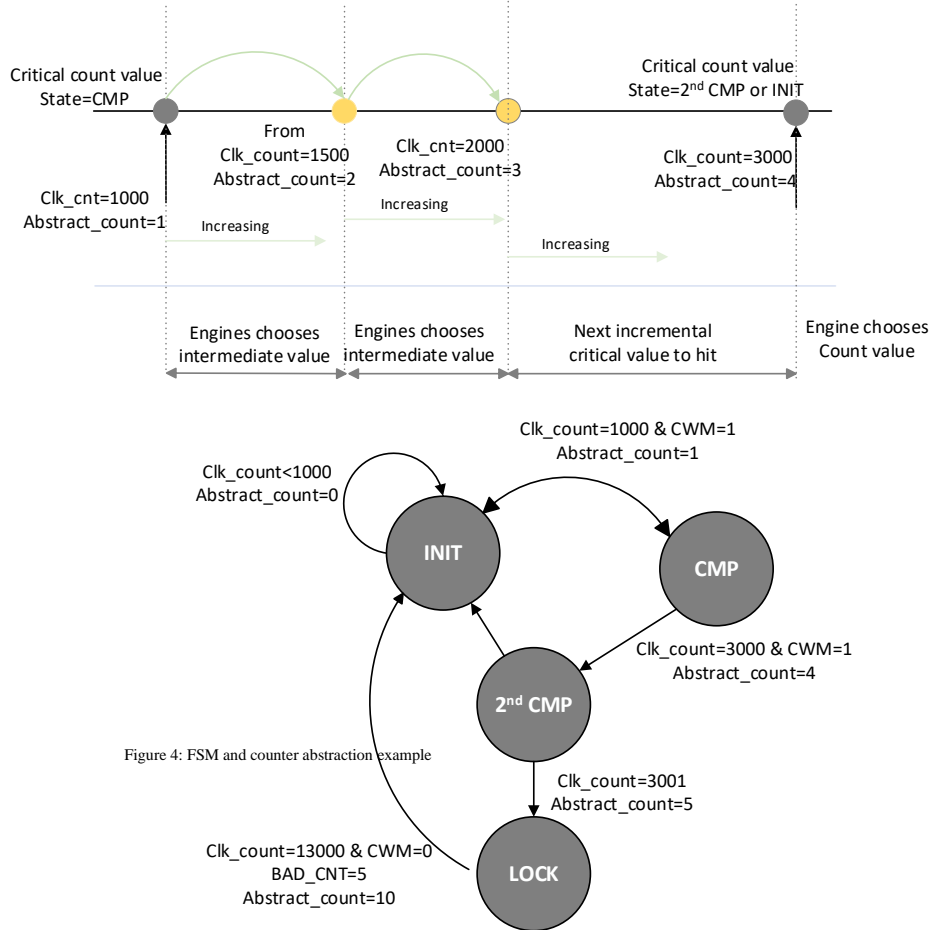 Critical count value
State=CMP
Critical count value
State=2nd CMP or INIT
From
Clk_count=1500
Abstract_count=2
Clk_cnt=2000
Abstract_count=3
Clk_count=3000
Abstract_count=4
Clk_cnt=1000
Abstract_count=1
Increasing
Increasing
Increasing
Engines chooses
intermediate value
Engines chooses
intermediate value
Next incremental
critical value to hit
Engine chooses
Count value
Clk_count=1000 & CWM=1
Abstract_count=1
Clk_count<1000
Abstract_count=0
INIT
CMP
Clk_count=3000 & CWM=1
Abstract_count=4
2nd CMP
Figure 4: FSM and counter abstraction example
Clk_count=3001
Abstract_count=5
Clk_count=13000 & CWM=0
BAD_CNT=5
Abstract_count=10
LOCK